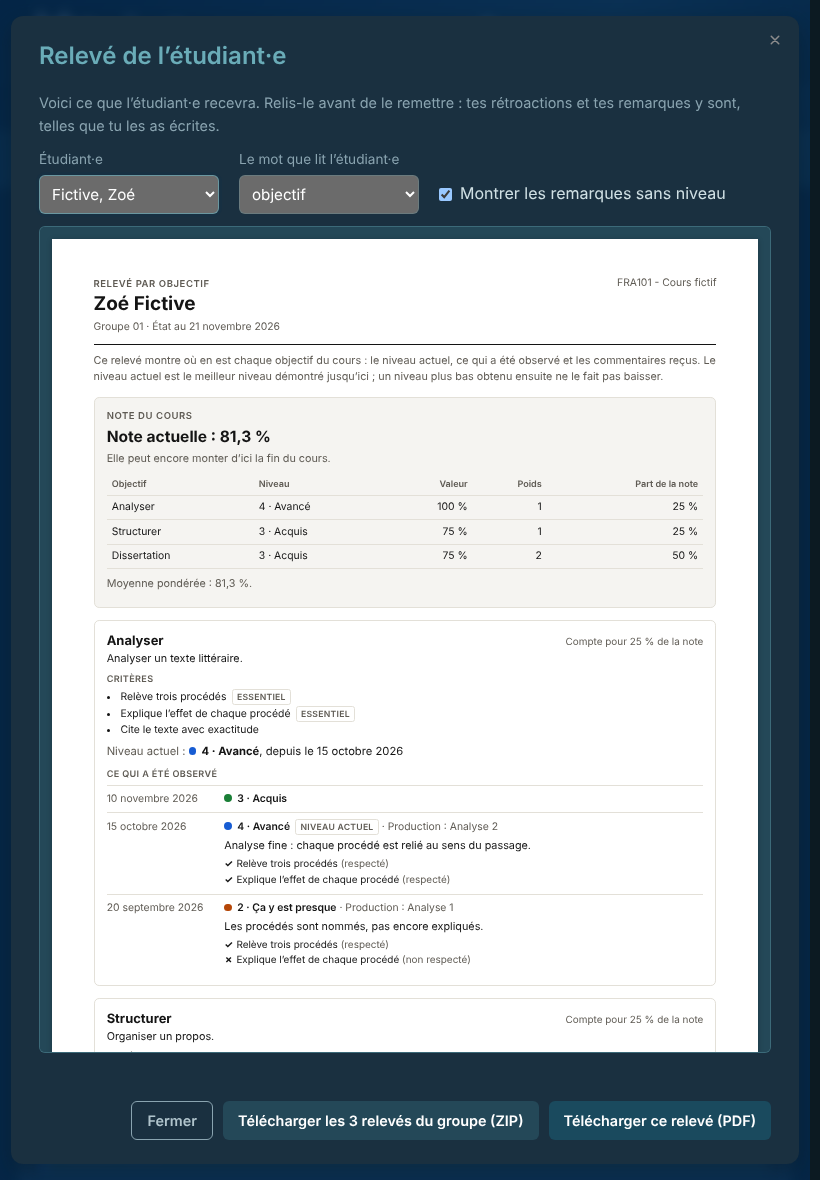 Relevé de l’étudiant·e
×
Voici ce que l’étudiant·e recevra. Relis-le avant de le remettre : tes rétroactions et tes remarques y sont,
telles que tu les as écrites.
Étudiant·e
Le mot que lit l’étudiant·e
Fictive, Zoé
objectif
Montrer les remarques sans niveau
RELEVÉ PAR OBJECTIF
FRA101 - Cours fictif
Zoé Fictive
Groupe 01 · État au 21 novembre 2026
Ce relevé montre où en est chaque objectif du cours : le niveau actuel, ce qui a été observé et les commentaires reçus. Le
niveau actuel est le meilleur niveau démontré jusqu’ici ; un niveau plus bas obtenu ensuite ne le fait pas baisser.
NOTE DU COURS
Note actuelle : 81,3 %
Elle peut encore monter d’ici la fin du cours.
Objectif Niveau Valeur Poids Part de la note
Analyser 4 · Avancé 100 % 1 25 %
Structurer 3 · Acquis 75 % 1 25 %
Dissertation 3 · Acquis 75 % 2 50 %
Moyenne pondérée : 81,3 %.
Analyser
Compte pour 25 % de la note
Analyser un texte littéraire.
CRITÈRES
• Relève trois procédés ESSENTIEL
• Explique l’effet de chaque procédé ESSENTIEL
• Cite le texte avec exactitude
Niveau actuel : 4 · Avancé, depuis le 15 octobre 2026
CE QUI A ÉTÉ OBSERVÉ
10 novembre 2026 3 · Acquis
15 octobre 2026 4 · Avancé NIVEAU ACTUEL · Production : Analyse 2
Analyse fine : chaque procédé est relié au sens du passage.
✓ Relève trois procédés (respecté)
✓ Explique l’effet de chaque procédé (respecté)
20 septembre 2026 2 · Ça y est presque · Production : Analyse 1
Les procédés sont nommés, pas encore expliqués.
✓ Relève trois procédés (respecté)
× Explique l’effet de chaque procédé (non respecté)
Structurer
Compte pour 25 % de la note
Organiser un propos.
Fermer
Télécharger les 3 relevés du groupe (ZIP)
Télécharger ce relevé (PDF)